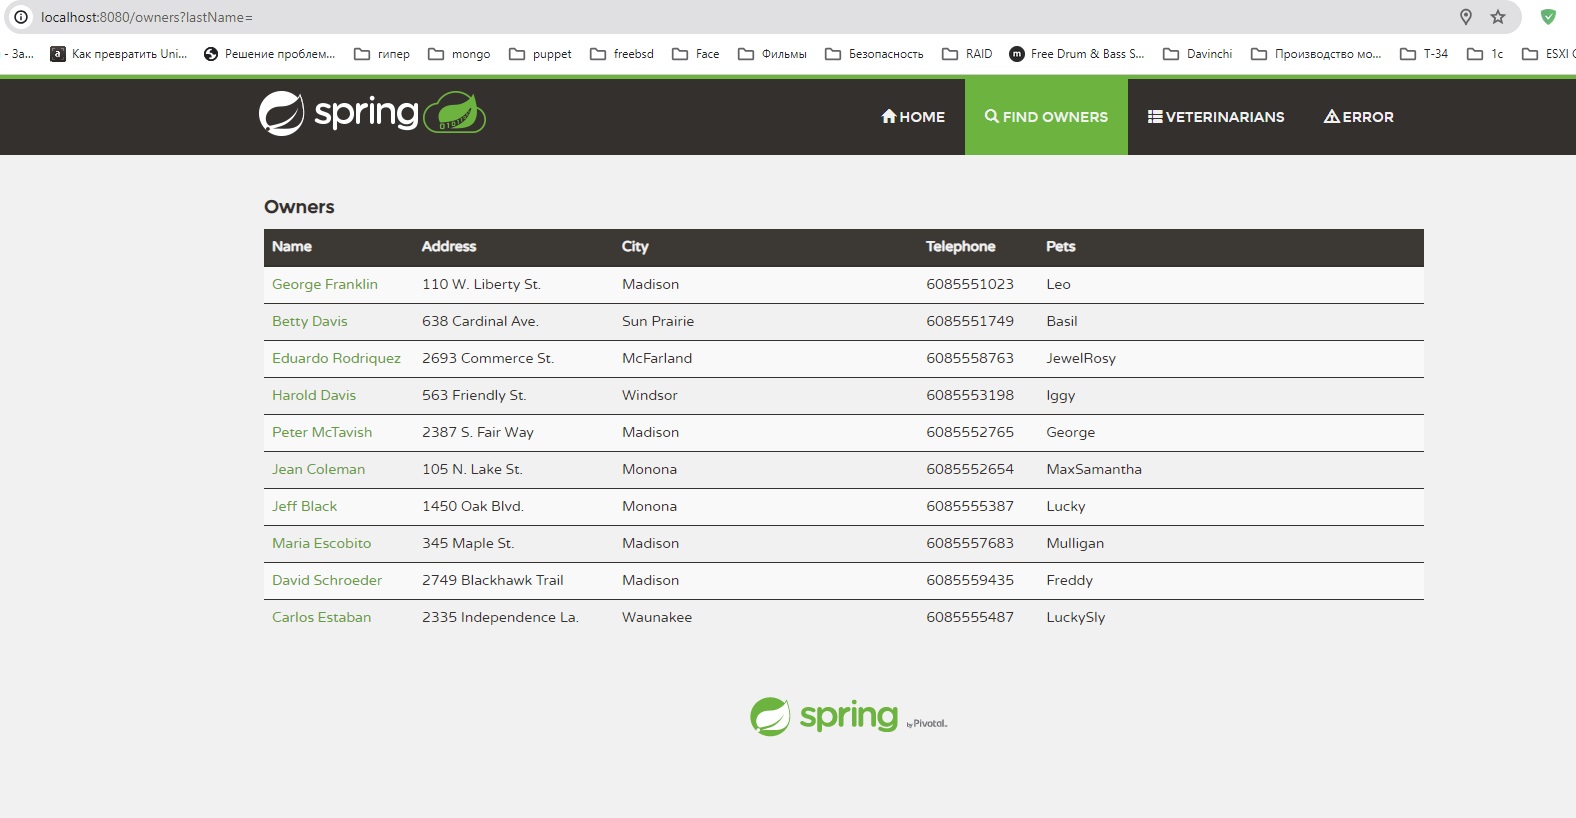 localhost:8080/owners?lastName=
- За... Как превратить Uni... Решение проблем... гипер mongo puppet freebsd Face Фильмы Безопасность RAID Free Drum & Bass S... Davinchi Производство мо... Т-34 1с ESXI
spring HOME FIND OWNERS VETERINARIANS ERROR
Owners
Name Address City Telephone Pets
George Franklin 110 W. Liberty St. Madison 6085551023 Leo
Betty Davis 638 Cardinal Ave. Sun Prairie 6085551749 Basil
Eduardo Rodriquez 2693 Commerce St. McFarland 6085558763 JewelRosy
Harold Davis 563 Friendly St. Windsor 6085553198 Iggy
Peter McTavish 2387 S. Fair Way Madison 6085552765 George
Jean Coleman 105 N. Lake St. Monona 6085552654 MaxSamantha
Jeff Black 1450 Oak Blvd. Monona 6085555387 Lucky
Maria Escobito 345 Maple St. Madison 6085557683 Mulligan
David Schroeder 2749 Blackhawk Trail Madison 6085559435 Freddy
Carlos Estaban 2335 Independence La. Waunakee 6085555487 LuckySly
spring by Pivotal.